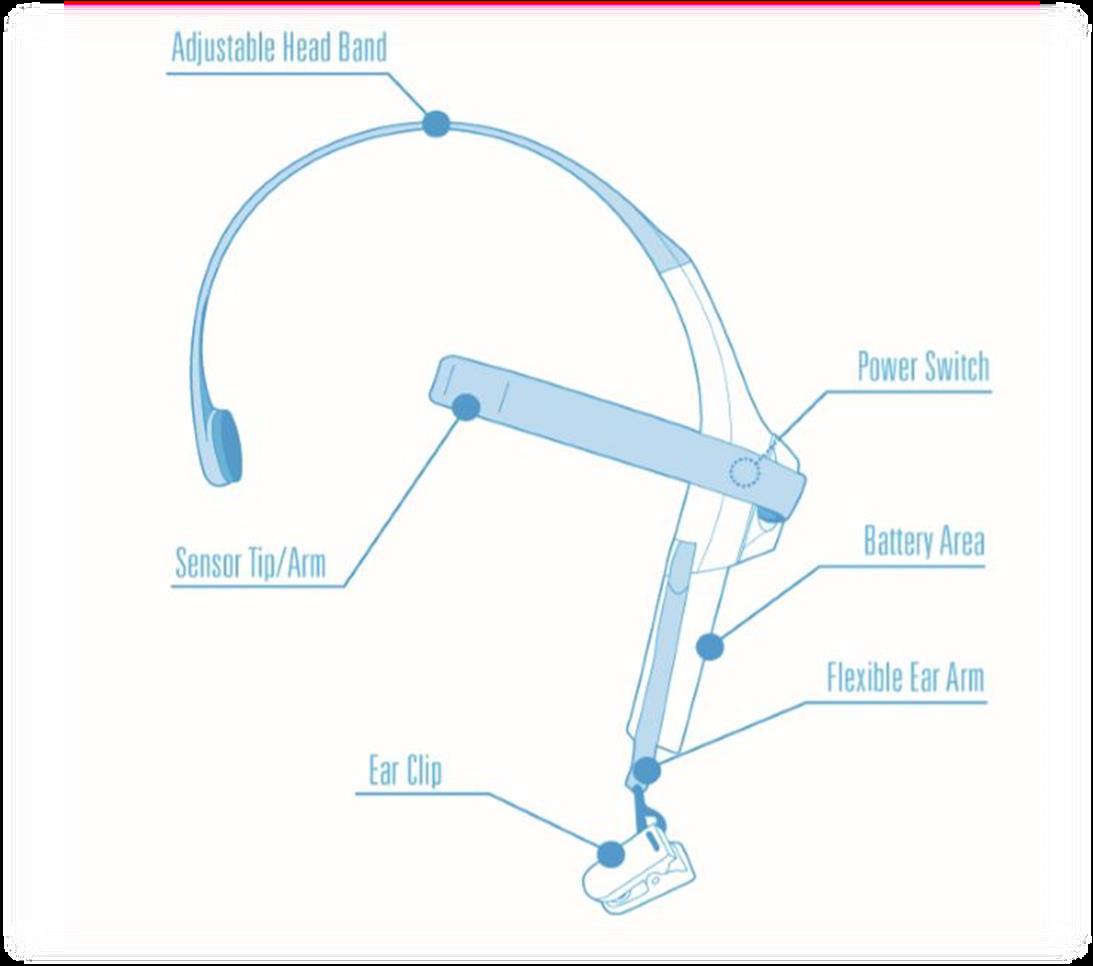 Adjustable Head Band
Power Switch
Battery Area
Sensor Tip/Arm
Flexible Ear Arm
Ear Clip